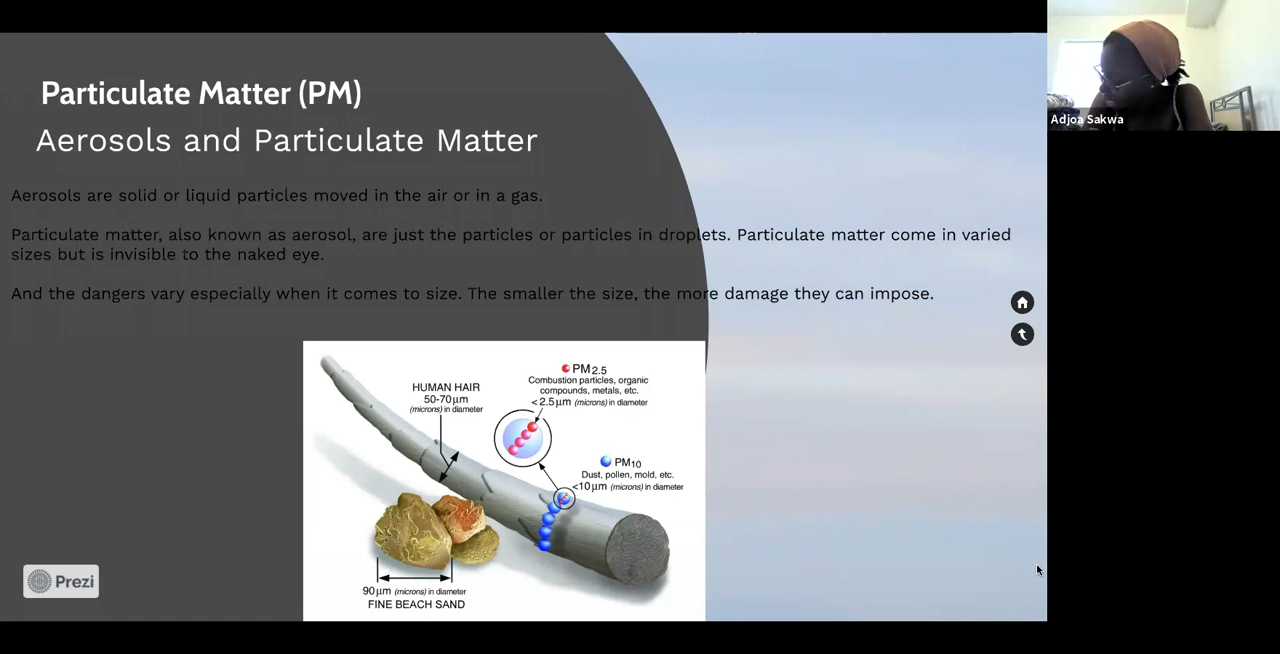 Particulate Matter (PM)
Aerosols and Particulate Matter
Aerosols are solid or liquid particles moved in the air or in a gas.
Particulate matter, also known as aerosol, are just the particles or particles in droplets. Particulate matter come in varied
sizes but is invisible to the naked eye.
And the dangers vary especially when it comes to size. The smaller the size, the more damage they can impose.
HUMAN HAIR
50-70µm
(microns) in diameter
PM2.5
Combustion particles, organic
compounds, metals, etc.
<2.5µm (microns) in diameter
PM10
Dust, pollen, mold, etc.
<10µm (microns) in diameter
90µm (microns) in diameter
FINE BEACH SAND
Prezi
Adjoa Sakwa